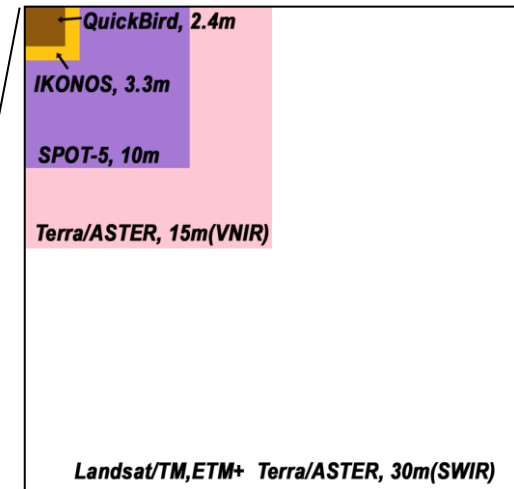 QuickBird, 2.4m
IKONOS, 3.3m
SPOT-5, 10m
Terra/ASTER, 15m(VNIR)
Landsat/TM,ETM+ Terra/ASTER, 30m(SWIR)